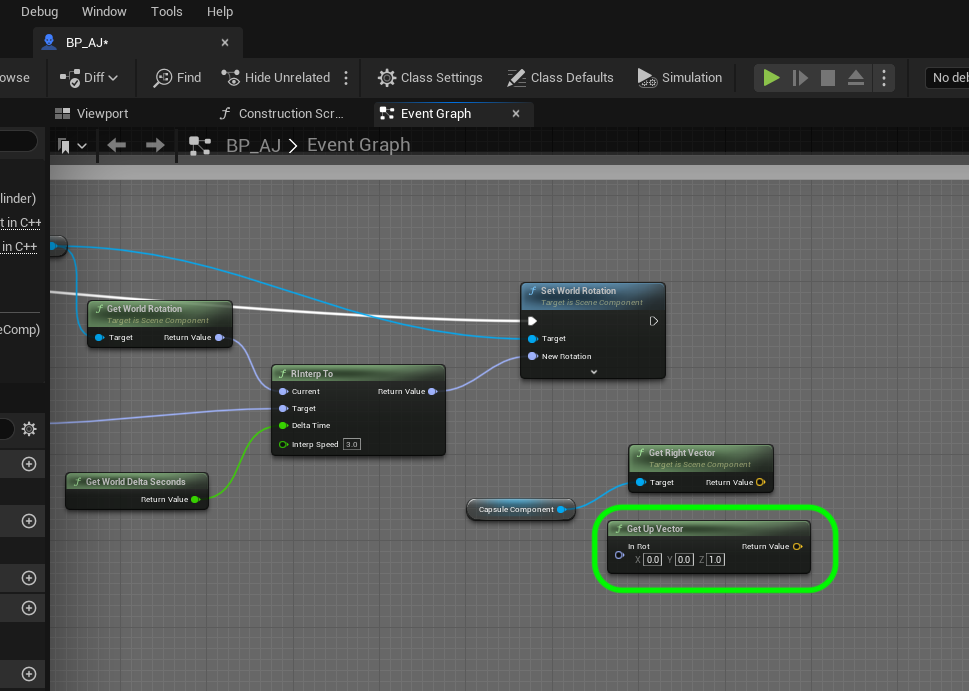 Debug Window Tools Help
BP_AJ*
owse Diff Find Hide Unrelated Class Settings Class Defaults Simulation No deb
Viewport Construction Scr... Event Graph
BP_AJ > Event Graph
linder)
t in C++
in C++
eComp)
Get World Rotation
Target is Scene Component
Target Return Value
Set World Rotation
Target is Scene Component
Target
New Rotation
RInterp To
Current Return Value
Target
Delta Time
Interp Speed 3.0
Get World Delta Seconds
Return Value
Get Right Vector
Target is Scene Component
Target Return Value
Capsule Component
Get Up Vector
In Rot Return Value
X 0.0 Y 0.0 Z 1.0